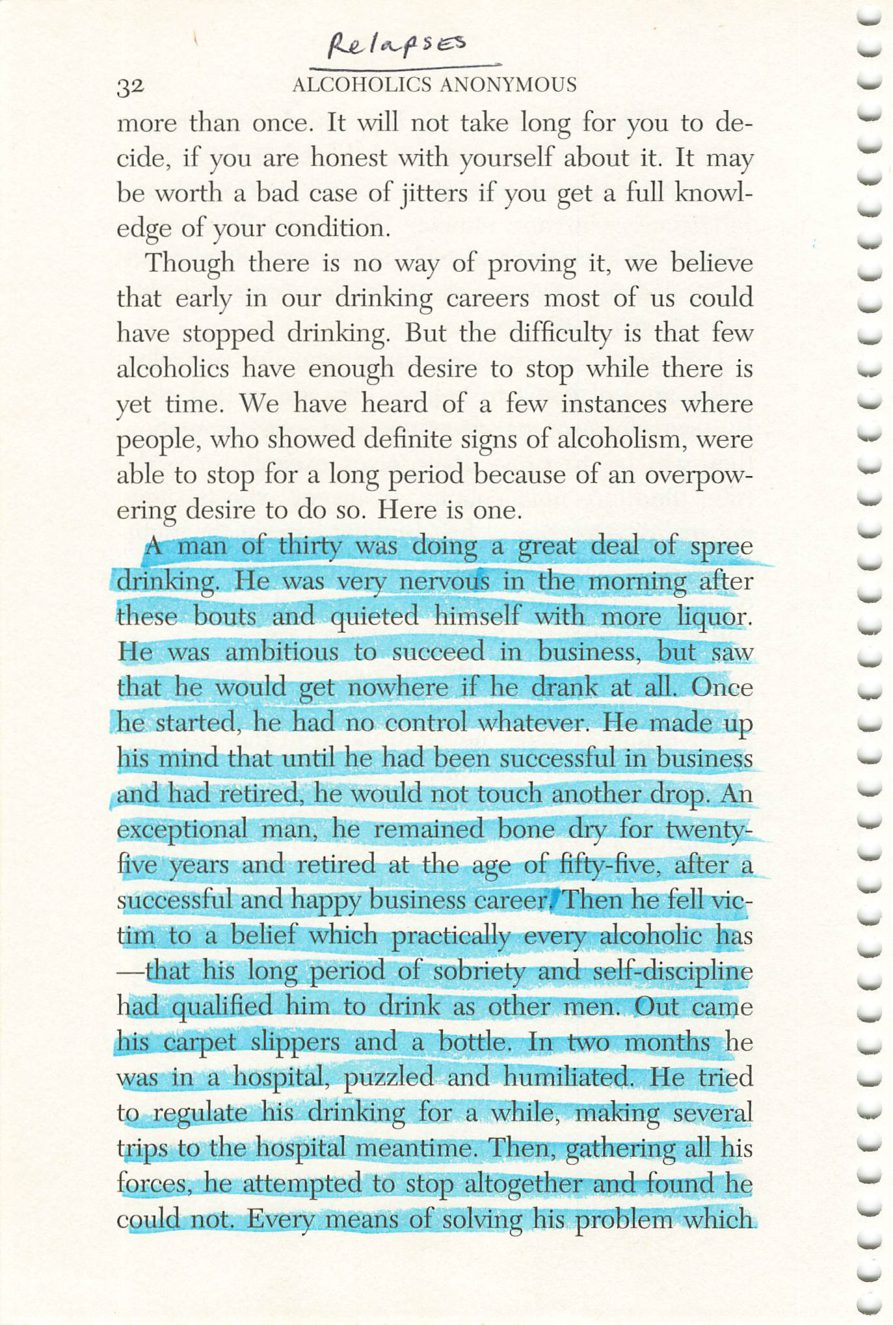 Relapses
32 ALCOHOLICS ANONYMOUS
more than once. It will not take long for you to de-
cide, if you are honest with yourself about it. It may
be worth a bad case of jitters if you get a full knowl-
edge of your condition.
Though there is no way of proving it, we believe
that early in our drinking careers most of us could
have stopped drinking. But the difficulty is that few
alcoholics have enough desire to stop while there is
yet time. We have heard of a few instances where
people, who showed definite signs of alcoholism, were
able to stop for a long period because of an overpow-
ering desire to do so. Here is one.
A man of thirty was doing a great deal of spree
drinking. He was very nervous in the morning after
these bouts and quieted himself with more liquor.
He was ambitious to succeed in business, but saw
that he would get nowhere if he drank at all. Once
he started, he had no control whatever. He made up
his mind that until he had been successful in business
and had retired, he would not touch another drop. An
exceptional man, he remained bone dry for twenty-
five years and retired at the age of fifty-five, after a
successful and happy business career. Then he fell vic-
tim to a belief which practically every alcoholic has
—that his long period of sobriety and self-discipline
had qualified him to drink as other men. Out came
his carpet slippers and a bottle. In two months he
was in a hospital, puzzled and humiliated. He tried
to regulate his drinking for a while, making several
trips to the hospital meantime. Then, gathering all his
forces, he attempted to stop altogether and found he
could not. Every means of solving his problem which